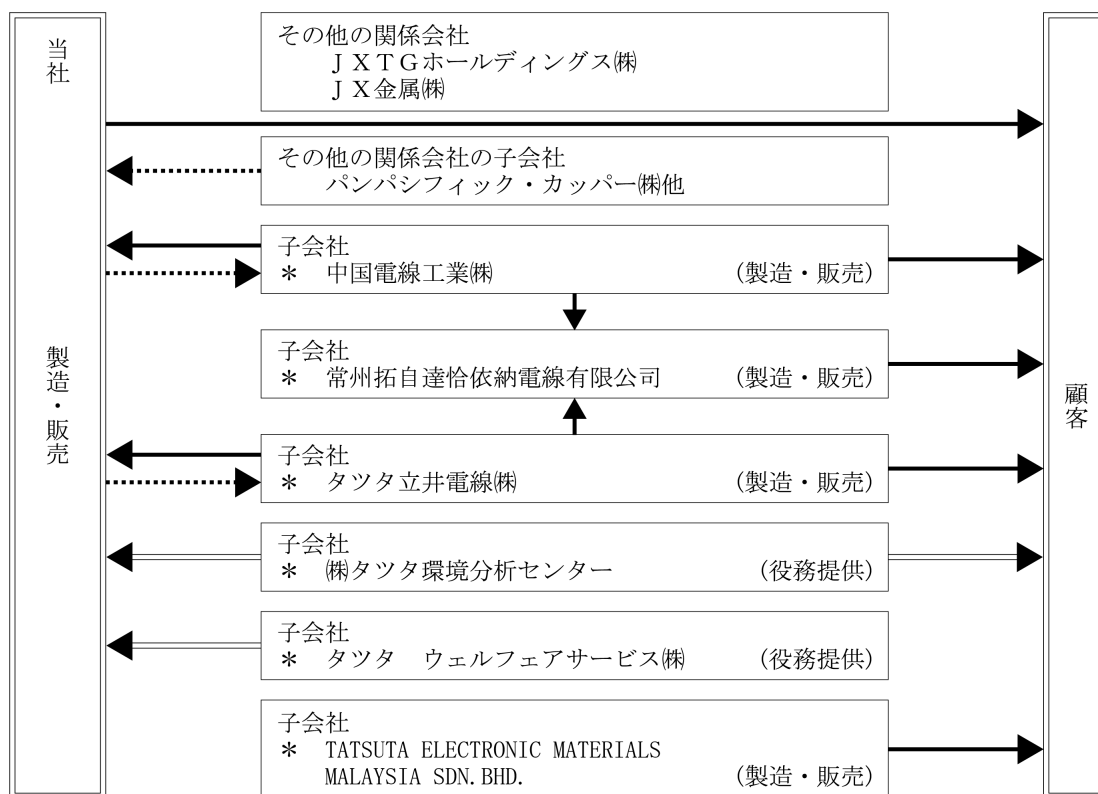 当社
製造・販売
その他の関係会社
ＪＸＴＧホールディングス㈱
ＪＸ金属㈱
その他の関係会社の子会社
パンパシフィック・カッパー㈱他
子会社
＊ 中国電線工業㈱ (製造・販売)
子会社
＊ 常州拓自達恰依納電線有限公司 (製造・販売)
子会社
＊ タツタ立井電線㈱ (製造・販売)
子会社
＊ ㈱タツタ環境分析センター (役務提供)
子会社
＊ タツタ　ウェルフェアサービス㈱ (役務提供)
子会社
＊ TATSUTA ELECTRONIC MATERIALS
MALAYSIA SDN.BHD. (製造・販売)
顧客